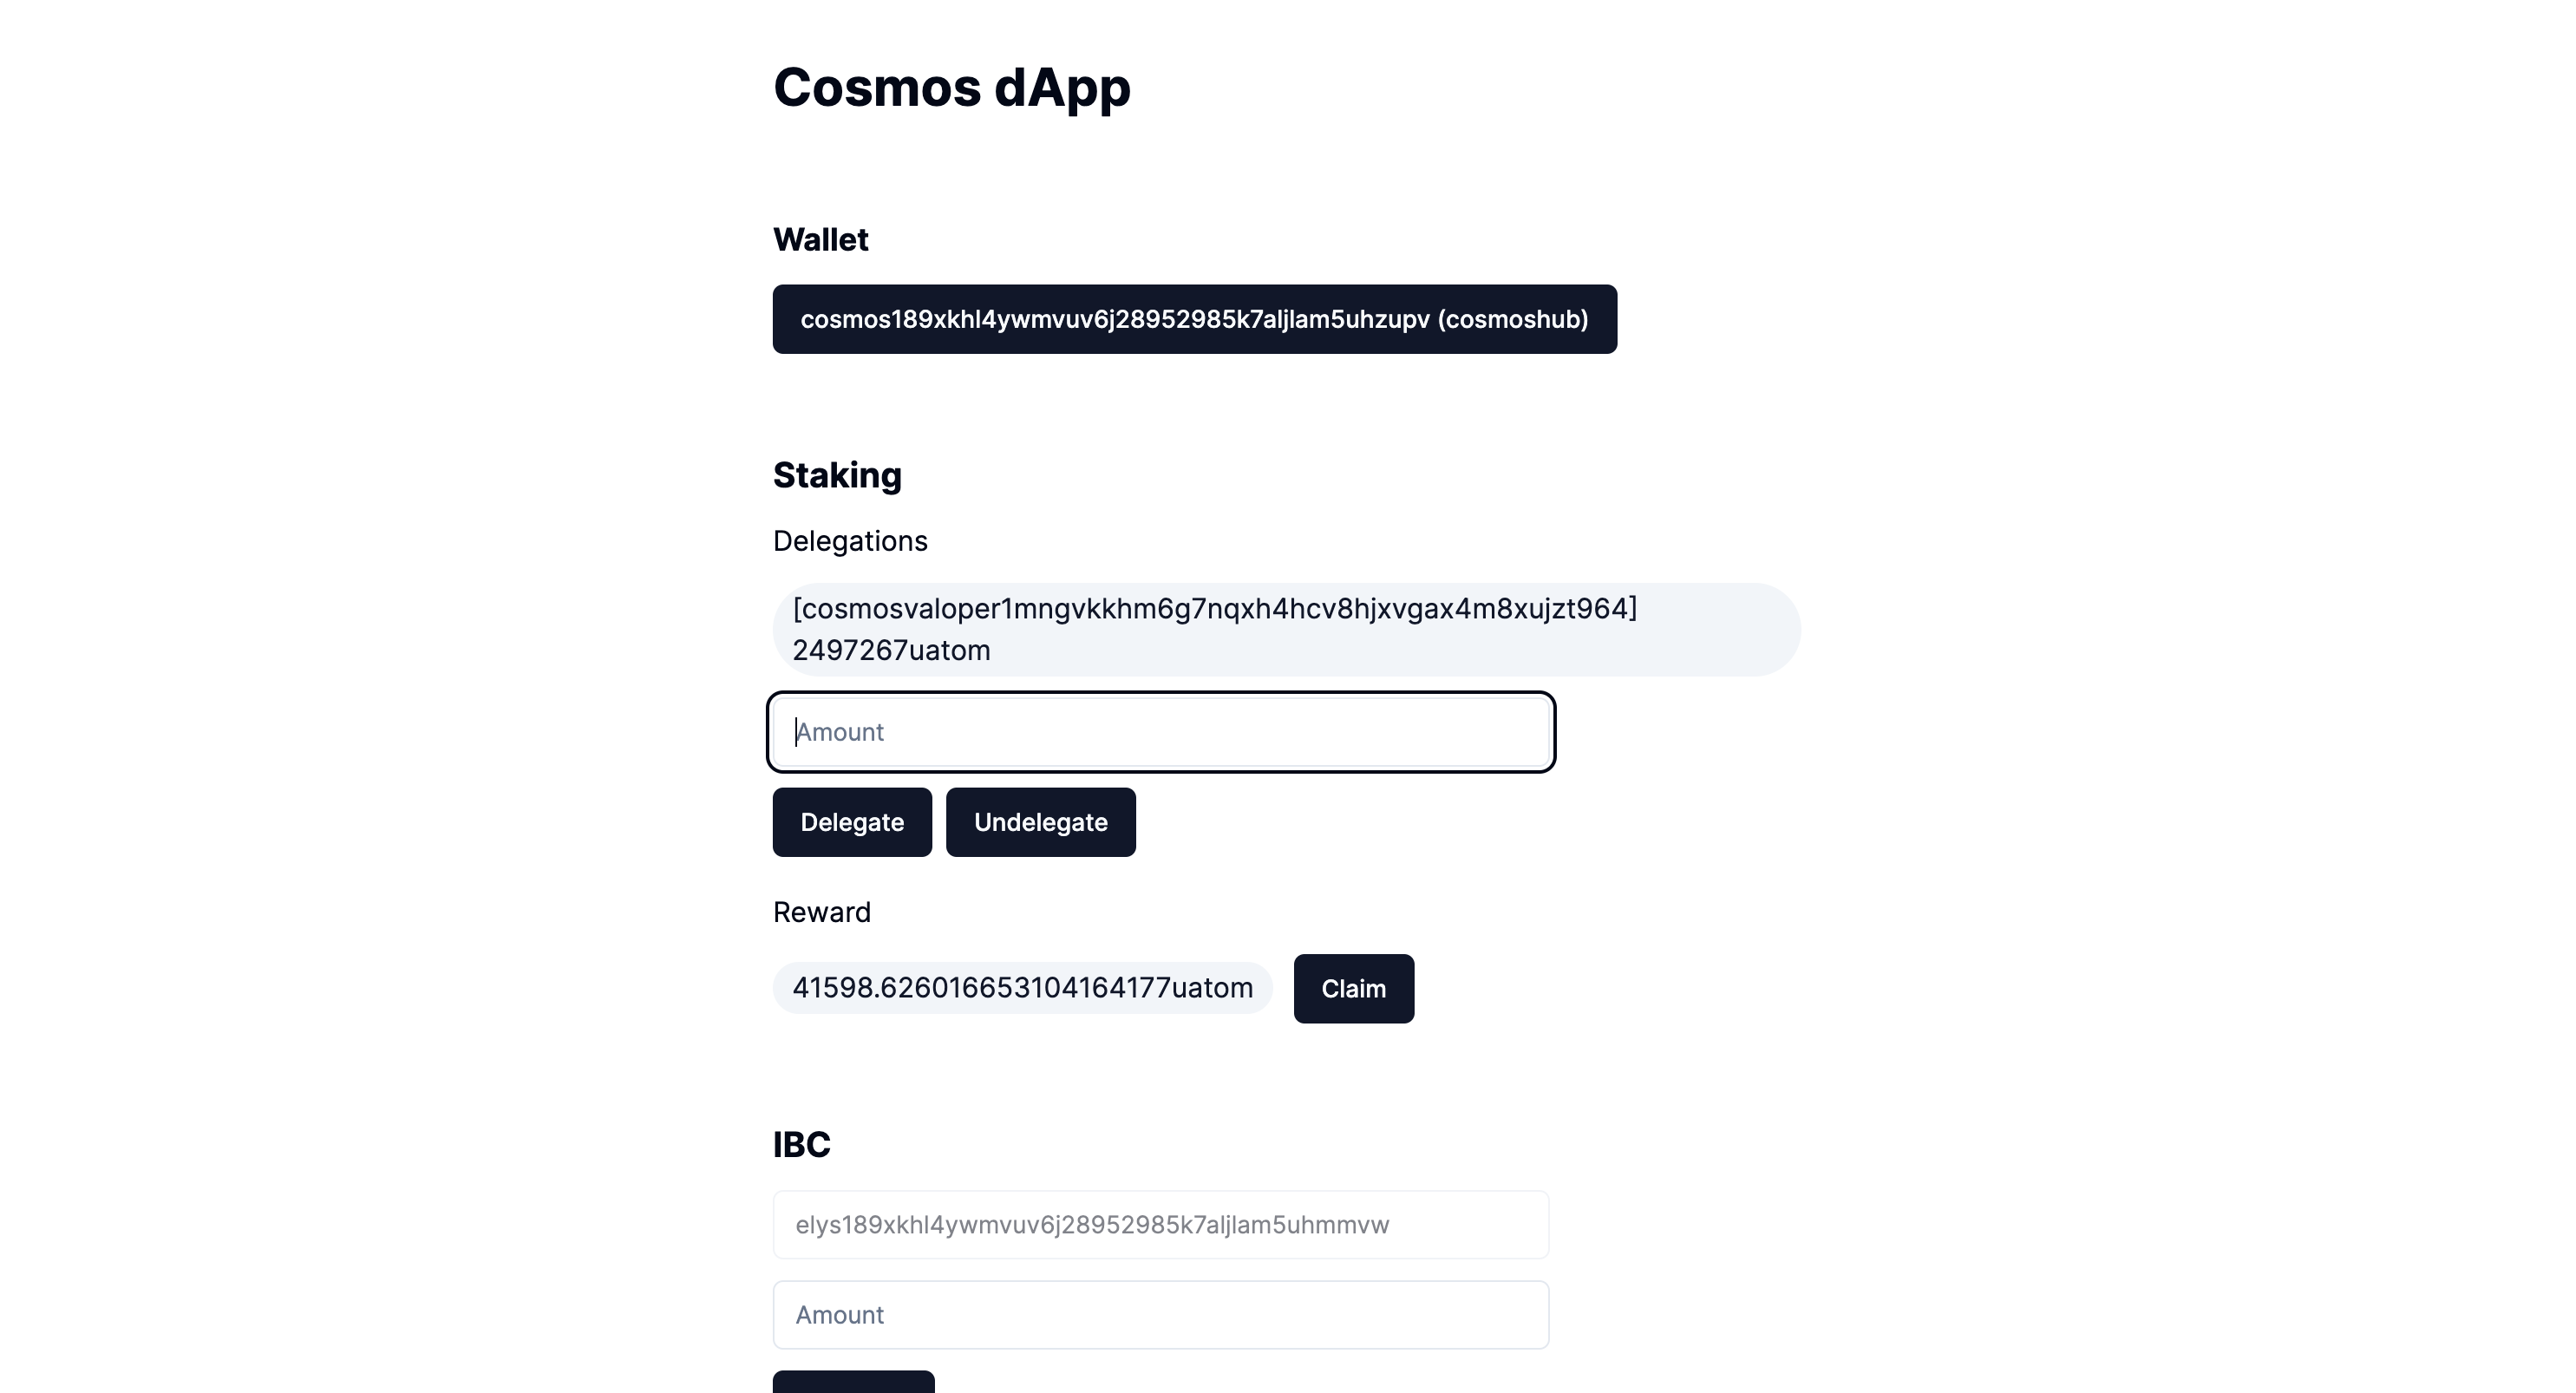 Cosmos dApp
Wallet
cosmos189xkhl4ywmvuv6j28952985k7aljlam5uhzupv (cosmoshub)
Staking
Delegations
[cosmosvaloper1mngvkkhm6g7nqxh4hcv8hjxvgax4m8xujzt964]
2497267uatom
Amount
Delegate Undelegate
Reward
41598.626016653104164177uatom Claim
IBC
elys189xkhl4ywmvuv6j28952985k7aljlam5uhmmvw
Amount